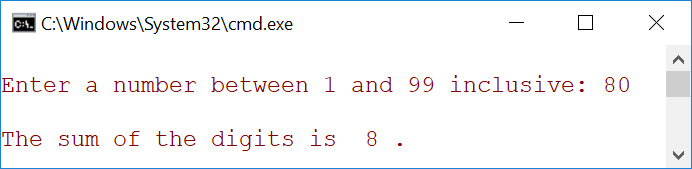 C:\Windows\System32\cmd.exe
Enter a number between 1 and 99 inclusive: 80
The sum of the digits is  8 .